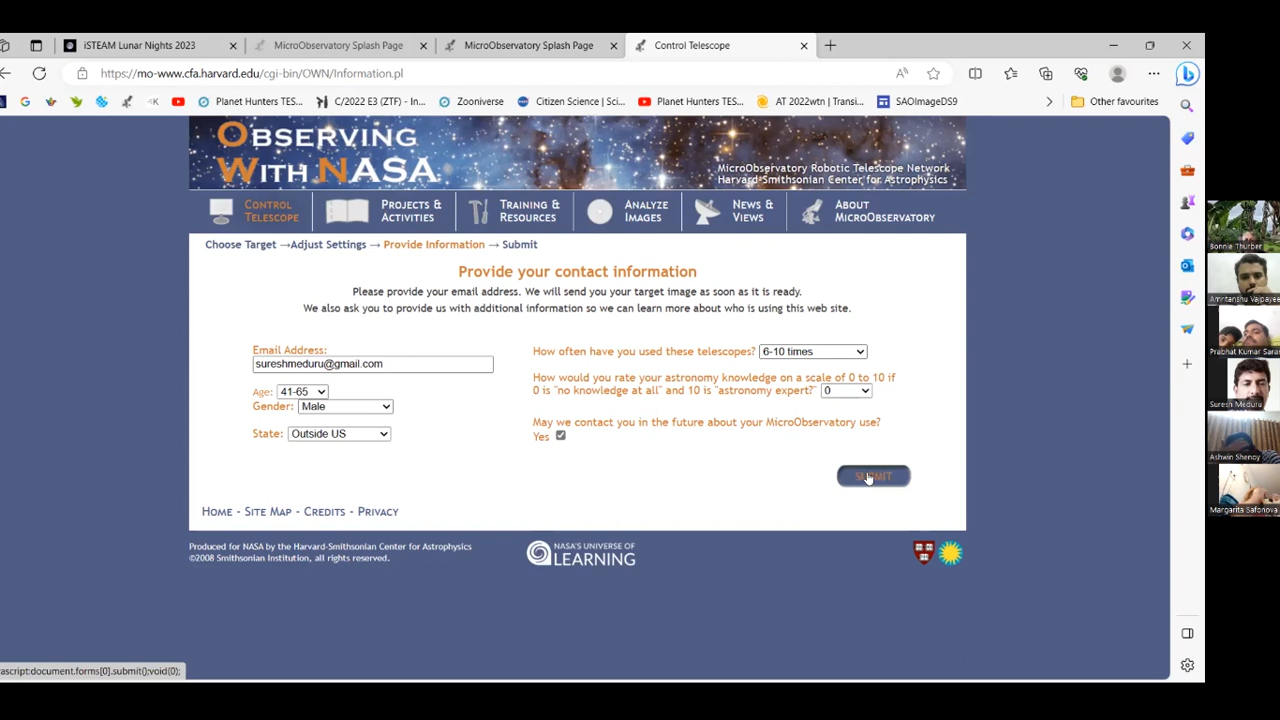 iSTEAM Lunar Nights 2023
MicroObservatory Splash Page
MicroObservatory Splash Page
Control Telescope
https://mo-www.cfa.harvard.edu/cgi-bin/OWN/Information.pl
Planet Hunters TES...
C/2022 E3 (ZTF) - In...
Zooniverse
Citizen Science | Sci...
Planet Hunters TES...
AT 2022wtn | Transi...
SAOImageDS9
Other favourites
OBSERVING
WITH NASA
MicroObservatory Robotic Telescope Network
Harvard-Smithsonian Center for Astrophysics
CONTROL
TELESCOPE
PROJECTS &
ACTIVITIES
TRAINING &
RESOURCES
ANALYZE
IMAGES
NEWS &
VIEWS
ABOUT
MICROOBSERVATORY
Choose Target → Adjust Settings → Provide Information → Submit
Provide your contact information
Please provide your email address. We will send you your target image as soon as it is ready.
We also ask you to provide us with additional information so we can learn more about who is using this web site.
Email Address:
sureshmeduru@gmail.com
Age: 41-65
Gender: Male
State: Outside US
How often have you used these telescopes? 6-10 times
How would you rate your astronomy knowledge on a scale of 0 to 10 if
0 is "no knowledge at all" and 10 is "astronomy expert?" 0
May we contact you in the future about your MicroObservatory use?
Yes
SUBMIT
HOME - SITE MAP - CREDITS - PRIVACY
Produced for NASA by the Harvard-Smithsonian Center for Astrophysics
©2008 Smithsonian Institution, all rights reserved.
NASA'S UNIVERSE OF
LEARNING
ascript:document.forms[0].submit();void(0);
Bonnie Thurber
Amritanshu Vajpayee
Prabhat Kumar Saran
Suresh Meduru
Ashwin Shenoy
Margarita Safonova